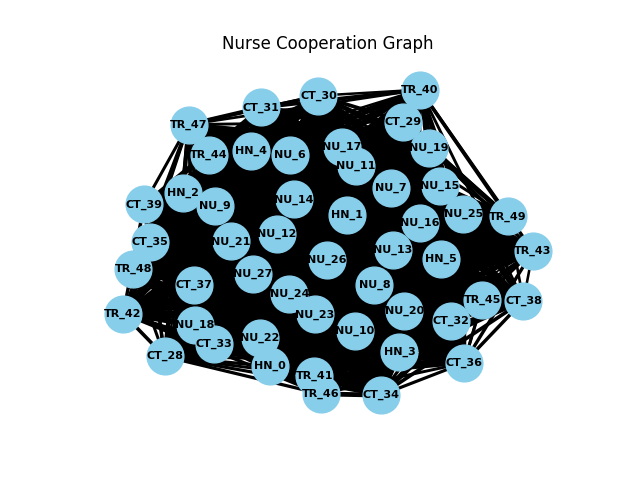 Nurse Cooperation Graph
TR_40
CT_30
CT_31
CT_29
TR_47
NU_17
NU_19
HN_4
TR_44
NU_6
NU_11
NU_15
NU_7
HN_2
NU_14
CT_39
NU_9
NU_25
HN_1
TR_49
NU_16
NU_12
NU_21
CT_35
NU_13
TR_43
HN_5
NU_26
TR_48
NU_27
CT_37
NU_8
NU_24
TR_45
CT_38
NU_20
TR_42
NU_23
CT_32
NU_18
NU_10
NU_22
CT_33
HN_3
CT_28
CT_36
HN_0
TR_41
TR_46
CT_34